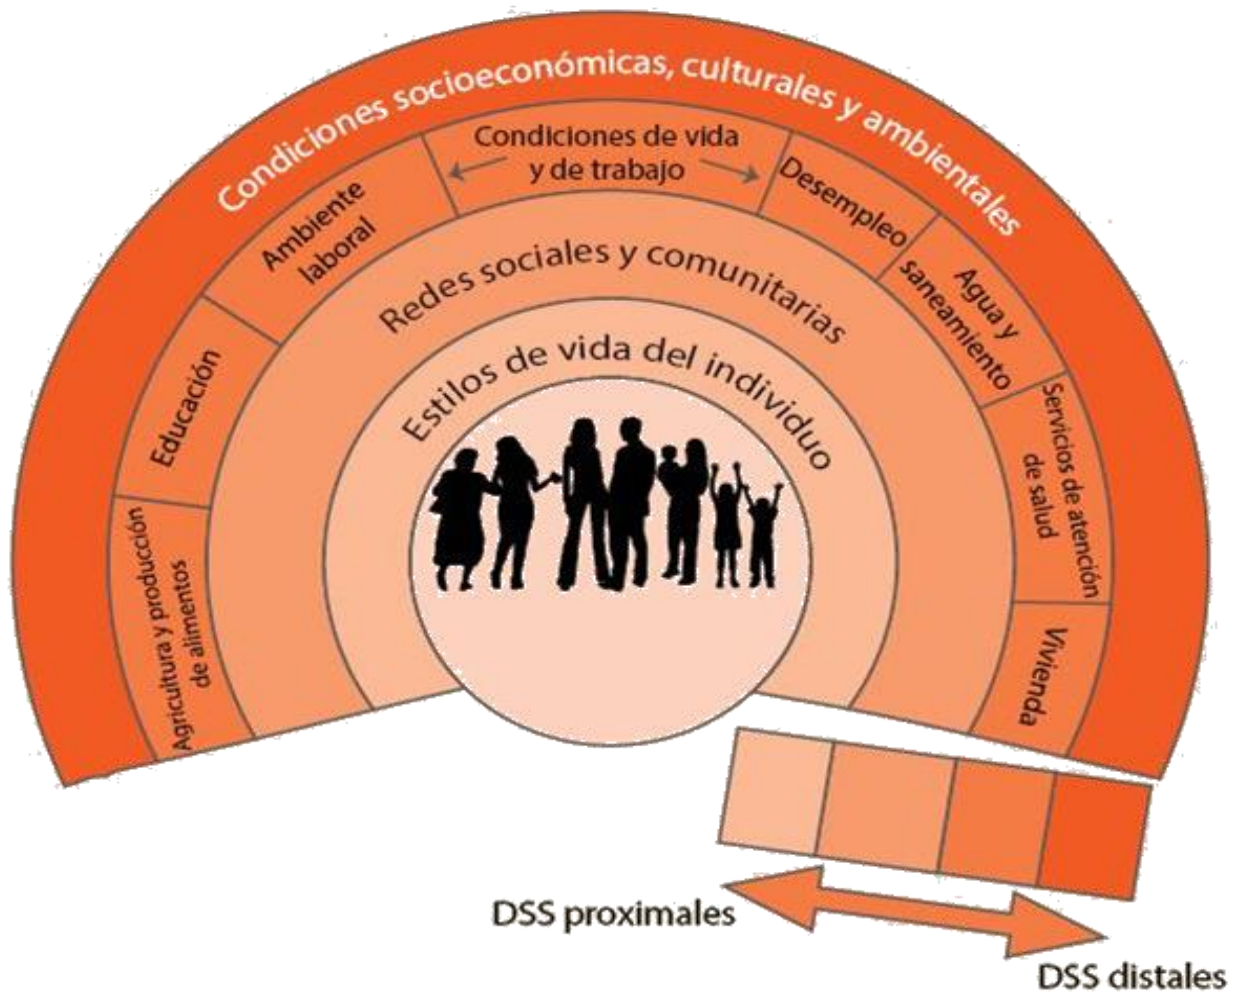 Condiciones socioeconómicas, culturales y ambientales
Condiciones de vida
y de trabajo
Agricultura y producción
de alimentos
Educación
Ambiente
laboral
Desempleo
Agua y
saneamiento
Servicios de atención
de salud
Vivienda
Redes sociales y comunitarias
Estilos de vida del individuo
DSS proximales
DSS distales